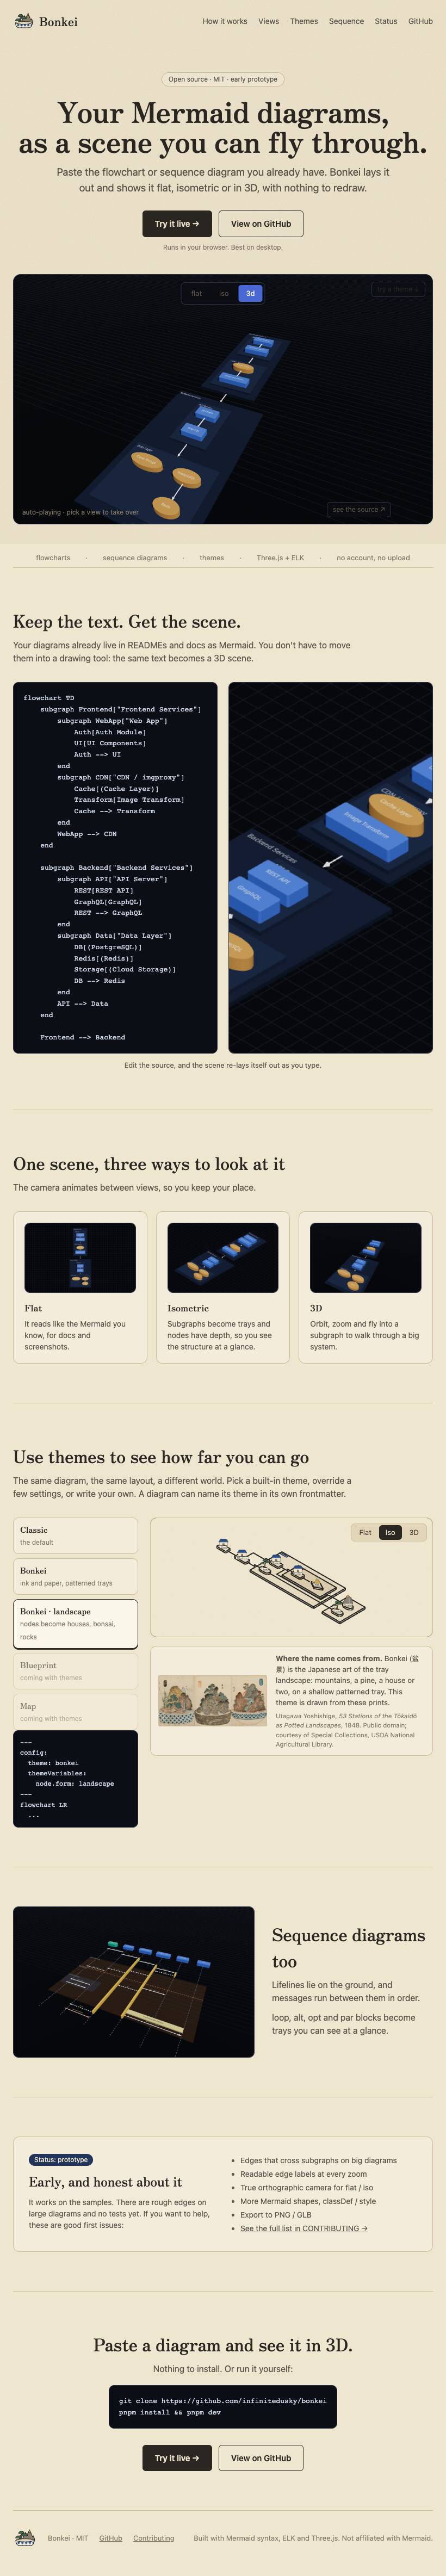 Bonkei
How it works
Views
Themes
Sequence
Status
GitHub
Open source · MIT · early prototype
Your Mermaid diagrams,
as a scene you can fly through.
Paste the flowchart or sequence diagram you already have. Bonkei lays it
out and shows it flat, isometric or in 3D, with nothing to redraw.
Try it live →
View on GitHub
Runs in your browser. Best on desktop.
flat
iso
3d
try a theme ↓
auto-playing · pick a view to take over
see the source ↗
flowcharts · sequence diagrams · themes · Three.js + ELK · no account, no upload
Keep the text. Get the scene.
Your diagrams already live in READMEs and docs as Mermaid. You don't have to move
them into a drawing tool: the same text becomes a 3D scene.
flowchart TD
subgraph Frontend["Frontend Services"]
subgraph WebApp["Web App"]
Auth[Auth Module]
UI[UI Components]
Auth --> UI
end
subgraph CDN["CDN / imgproxy"]
Cache[(Cache Layer)]
Transform[Image Transform]
Cache --> Transform
end
WebApp --> CDN
end
subgraph Backend["Backend Services"]
subgraph API["API Server"]
REST[REST API]
GraphQL[GraphQL]
REST --> GraphQL
end
subgraph Data["Data Layer"]
DB[(PostgreSQL)]
Redis[(Redis)]
Storage[(Cloud Storage)]
DB --> Redis
end
API --> Data
end
Frontend --> Backend
Cache Layer
Image Transform
Backend Services
REST API
GraphQL
Edit the source, and the scene re-lays itself out as you type.
One scene, three ways to look at it
The camera animates between views, so you keep your place.
Flat
It reads like the Mermaid you
know, for docs and
screenshots.
Isometric
Subgraphs become trays and
nodes have depth, so you see
the structure at a glance.
3D
Orbit, zoom and fly into a
subgraph to walk through a big
system.
Use themes to see how far you can go
The same diagram, the same layout, a different world. Pick a built-in theme, override a
few settings, or write your own. A diagram can name its theme in its own frontmatter.
Classic
the default
Bonkei
ink and paper, patterned trays
Bonkei · landscape
nodes become houses, bonsai,
rocks
Blueprint
coming with themes
Map
coming with themes
---
config:
theme: bonkei
themeVariables:
node.form: landscape
---
flowchart LR
...
Flat
Iso
3D
Where the name comes from. Bonkei (盆
景) is the Japanese art of the tray
landscape: mountains, a pine, a house or
two, on a shallow patterned tray. This
theme is drawn from these prints.
Utagawa Yoshishige, 53 Stations of the Tōkaidō
as Potted Landscapes, 1848. Public domain;
courtesy of Special Collections, USDA National
Agricultural Library.
Sequence diagrams
too
Lifelines lie on the ground, and
messages run between them in order.
loop, alt, opt and par blocks become
trays you can see at a glance.
Status: prototype
Early, and honest about it
It works on the samples. There are rough edges on
large diagrams and no tests yet. If you want to help,
these are good first issues:
• Edges that cross subgraphs on big diagrams
• Readable edge labels at every zoom
• True orthographic camera for flat / iso
• More Mermaid shapes, classDef / style
• Export to PNG / GLB
• See the full list in CONTRIBUTING →
Paste a diagram and see it in 3D.
Nothing to install. Or run it yourself:
git clone https://github.com/infinitedusky/bonkei
pnpm install && pnpm dev
Try it live →
View on GitHub
Bonkei · MIT
GitHub
Contributing
Built with Mermaid syntax, ELK and Three.js. Not affiliated with Mermaid.